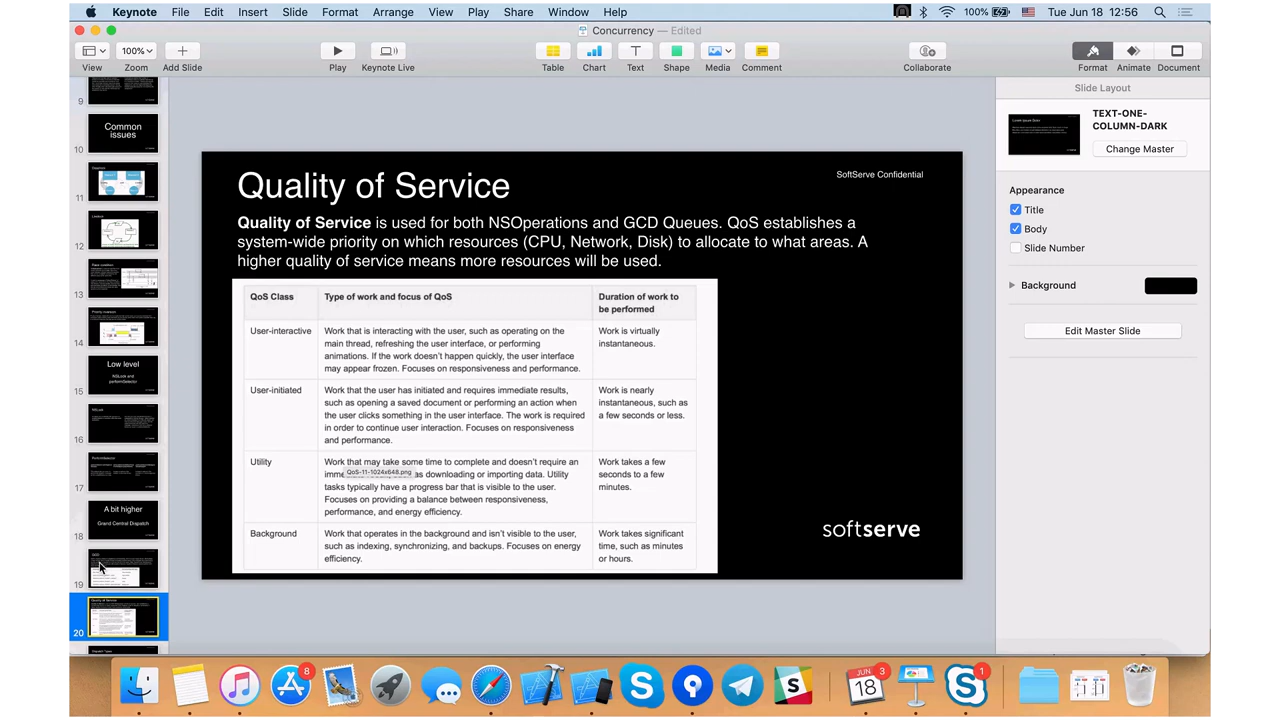 Keynote File Edit Insert Slide Format Arrange View Play Share Window Help
100% Tue Jun 18 12:56
Concurrency — Edited
100%
View Zoom Add Slide Play Keynote Live Table Chart Text Shape Media Comment Collaborate Format Animate Document
Slide Layout
TEXT-ONE-
COLUMN-DARK
Change Master
Appearance
Title
Body
Slide Number
Background
Edit Master Slide
9
10
Common
issues
11
12
13
14
15
Low level
NSLock and
performSelector
16
17
18
A bit higher
Grand Central Dispatch
19
20
Quality of Service
Quality of Service
SoftServe Confidential
Quality of Service is used for both NSOperations and GCD Queues. QoS establishes a
system-wide priority on which resources (CPU, Network, Disk) to allocate to what areas. A
higher quality of service means more resources will be used.
QoS Class Type of work and focus of QoS Duration of work to
be performed
User-interactive Work that is interacting with the user, such as operating on the Work is virtually
main thread, refreshing the user interface, or performing instantaneous.
animations. If the work doesn't happen quickly, the user interface
may appear frozen. Focuses on responsiveness and performance.
User-initiated Work that the user has initiated and requires immediate results, Work is nearly
such as opening a saved document or performing an action when instantaneous, such as
the user clicks something in the user interface. The work is required a few seconds or less.
in order to continue user interaction. Focuses on responsiveness
and performance.
Utility Work that may take some time to complete and doesn't require an Work takes a few
QoS-11-1024x648.png as downloading or importing data. Utility seconds to a few
tasks typically have a progress bar that is visible to the user. minutes.
Focuses on providing a balance between responsiveness,
performance, and energy efficiency.
Background Work that operates in the background and isn't visible to the user, Work takes significant
such as indexing, synchronizing, and backups. Focuses on energy time, such as minutes
efficiency. or hours.
softserve
8
JUN
18
3
1